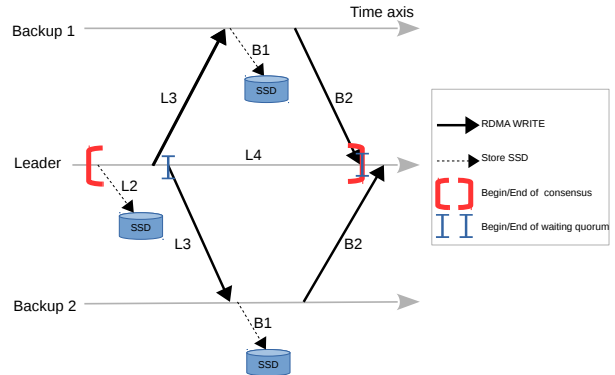 Time axis
Backup 1
B1
SSD
L3
B2
RDMA WRITE
Store SSD
Begin/End of consensus
Begin/End of waiting quorum
Leader
L4
L2
SSD
L3
B2
Backup 2
B1
SSD